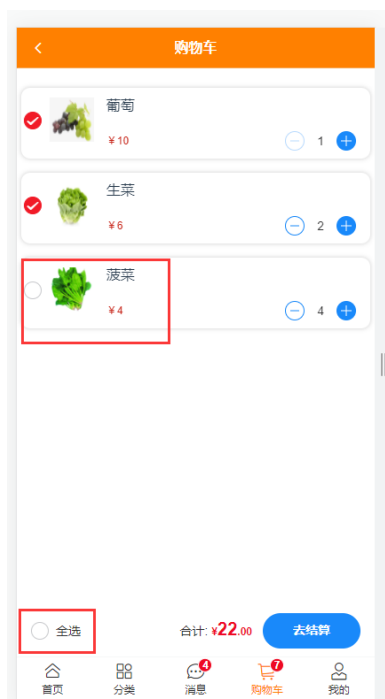 购物车
葡萄
¥ 10
1
生菜
¥ 6
2
菠菜
¥ 4
4
全选
合计: ¥22.00
去结算
4
7
首页
分类
消息
购物车
我的